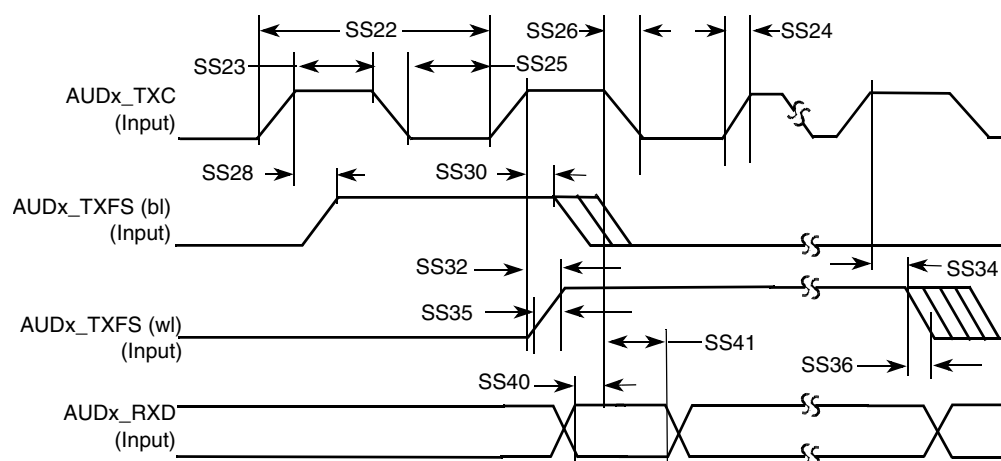 SS22
SS26
SS24
SS23
SS25
AUDx_TXC
(Input)
SS28
SS30
AUDx_TXFS (bl)
(Input)
SS32
SS34
SS35
AUDx_TXFS (wl)
(Input)
SS41
SS36
SS40
AUDx_RXD
(Input)